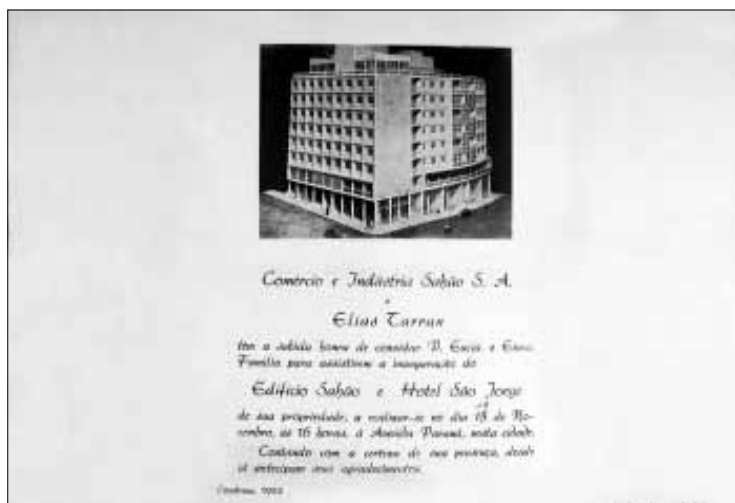 Comércio e Indústria Sahão S. A.
e
Elias Tarran
têm a subida honra de convidar V. Excia. e Exma.
Família para assistirem a inauguração do
Edifício Sahão e Hotel São Jorge
de sua propriedade, a realizar-se no dia de No-
vembro, às 16 horas, à Avenida Paraná, nesta cidade.
Contando com a certeza de sua presença, desde
já antecipam seus agradecimentos.
Londrina,